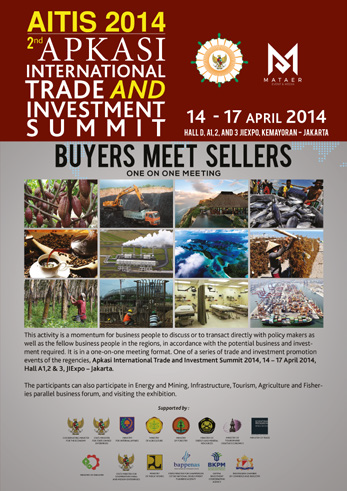 AITIS 2014
2nd APKASI
INTERNATIONAL
TRADE AND
INVESTMENT
SUMMIT
MATAER
14 - 17 APRIL 2014
HALL D, A1, 2, AND 3 JIEXPO, KEMAYORAN – JAKARTA
BUYERS MEET SELLERS
ONE ON ONE MEETING
This activity is a momentum for business people to discuss or to transact directly with policy makers as
well as the fellow business people in the regions, in accordance with the potential business and invest-
ment required. It is in a one-on-one meeting format. One of a series of trade and investment promotion
events of the regencies, Apkasi International Trade and Investment Summit 2014, 14 – 17 April 2014,
Hall A1,2 & 3, JIExpo – Jakarta.
The participants can also participate in Energy and Mining, Infrastructure, Tourism, Agriculture and Fisher-
ies parallel business forum, and visiting the exhibition.
Supported by :
bappenas
BKPM